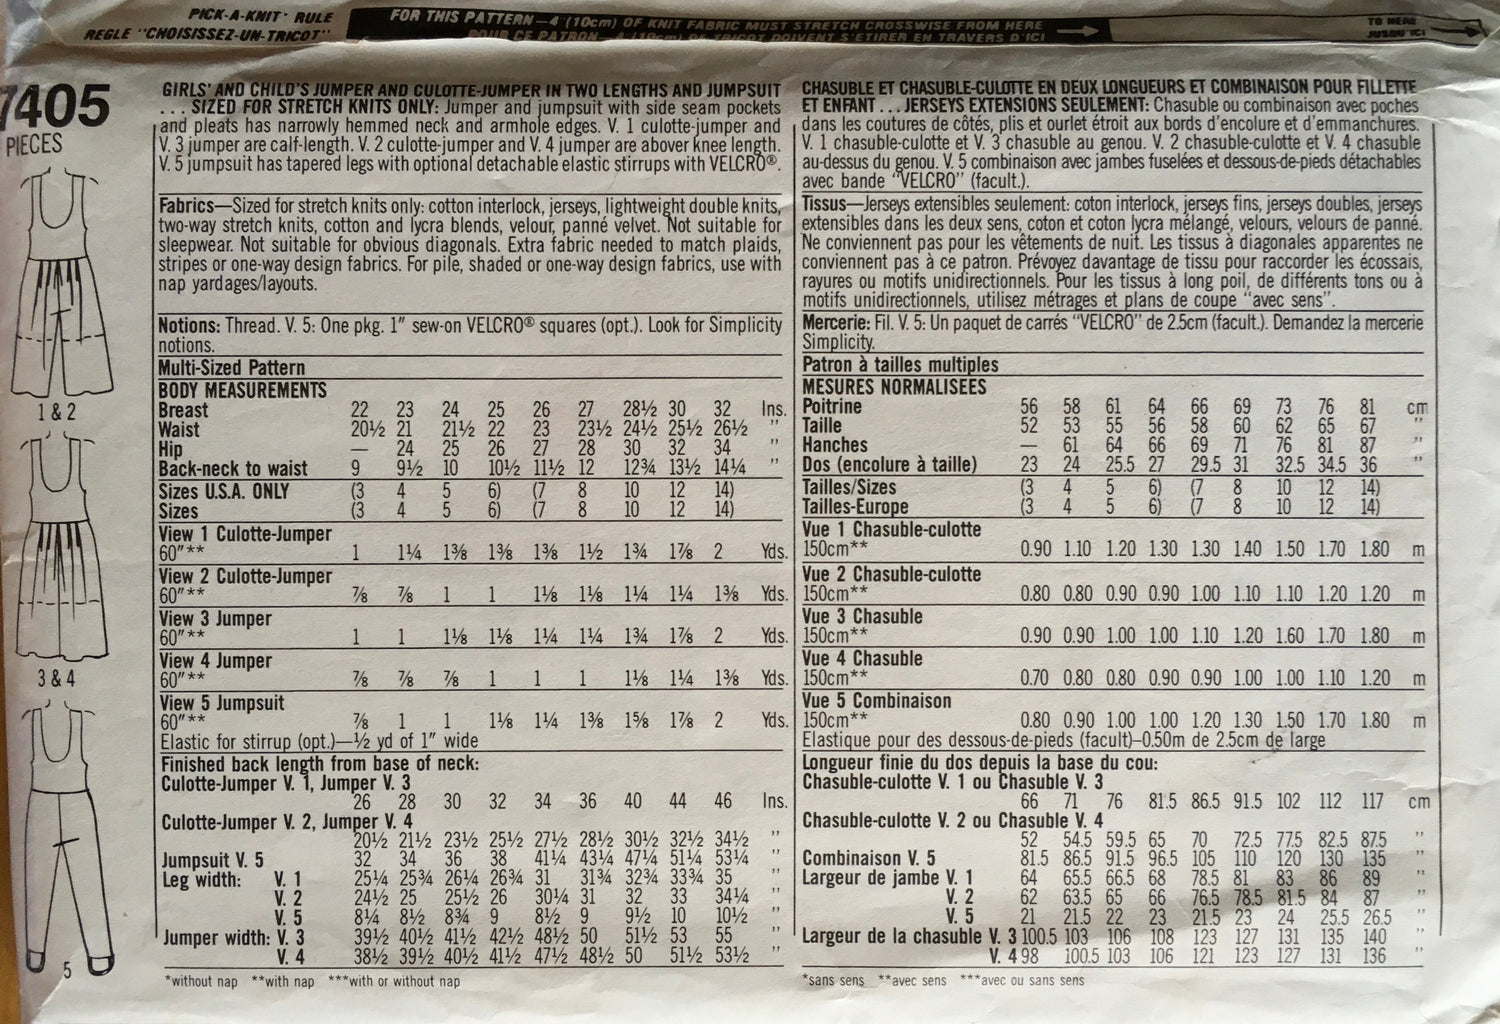 PICK-A-KNIT® RULE
REGLE "CHOISISSEZ-UN-TRICOT"
FOR THIS PATTERN—4" (10cm) OF KNIT FABRIC MUST STRETCH CROSSWISE FROM HERE
POUR CE PATRON—4" (10cm) DE TRICOT DOIVENT S'ETIRER EN TRAVERS D'ICI
TO HERE
JUSQU'ICI
7405
PIECES
1 & 2
3 & 4
5
GIRLS' AND CHILD'S JUMPER AND CULOTTE-JUMPER IN TWO LENGTHS AND JUMPSUIT
. . . SIZED FOR STRETCH KNITS ONLY: Jumper and jumpsuit with side seam pockets
and pleats has narrowly hemmed neck and armhole edges. V. 1 culotte-jumper and
V. 3 jumper are calf-length. V. 2 culotte-jumper and V. 4 jumper are abover knee length.
V. 5 jumpsuit has tapered legs with optional detachable elastic stirrups with VELCRO®.
Fabrics—Sized for stretch knits only: cotton interlock, jerseys, lightweight double knits,
two-way stretch knits, cotton and lycra blends, velour, panné velvet. Not suitable for
sleepwear. Not suitable for obvious diagonals. Extra fabric needed to match plaids,
stripes or one-way design fabrics. For pile, shaded or one-way design fabrics, use with
nap yardages/layouts.
Notions: Thread. V. 5: One pkg. 1" sew-on VELCRO® squares (opt.). Look for Simplicity
notions.
Multi-Sized Pattern
BODY MEASUREMENTS
Breast 22 23 24 25 26 27 28½ 30 32 Ins.
Waist 20½ 21 21½ 22 23 23½ 24½ 25½ 26½ "
Hip — 24 25 26 27 28 30 32 34 "
Back-neck to waist 9 9½ 10 10½ 11½ 12 12¾ 13½ 14¼ "
Sizes U.S.A. ONLY (3 4 5 6) (7 8 10 12 14)
Sizes (3 4 5 6) (7 8 10 12 14)
View 1 Culotte-Jumper
60"** 1 1¼ 1⅜ 1⅜ 1⅜ 1½ 1¾ 1⅞ 2 Yds.
View 2 Culotte-Jumper
60"** ⅞ ⅞ 1 1 1⅛ 1⅛ 1¼ 1¼ 1⅜ Yds.
View 3 Jumper
60"** 1 1 1⅛ 1⅛ 1¼ 1¼ 1¾ 1⅞ 2 Yds.
View 4 Jumper
60"** ⅞ ⅞ ⅞ 1 1 1 1⅛ 1¼ 1⅜ Yds.
View 5 Jumpsuit
60"** ⅞ 1 1 1⅛ 1¼ 1⅜ 1⅝ 1⅞ 2 Yds.
Elastic for stirrup (opt.)—½ yd of 1" wide
Finished back length from base of neck:
Culotte-Jumper V. 1, Jumper V. 3
26 28 30 32 34 36 40 44 46 Ins.
Culotte-Jumper V. 2, Jumper V. 4
20½ 21½ 23½ 25½ 27½ 28½ 30½ 32½ 34½ "
Jumpsuit V. 5 32 34 36 38 41¼ 43¼ 47¼ 51¼ 53¼ "
Leg width: V. 1 25¼ 25¾ 26¼ 26¾ 31 31¾ 32¾ 33¾ 35 "
V. 2 24½ 25 25½ 26 30¼ 31 32 33 34¼ "
V. 5 8¼ 8½ 8¾ 9 8½ 9 9½ 10 10½ "
Jumper width: V. 3 39½ 40½ 41½ 42½ 48½ 50 51½ 53 55 "
V. 4 38½ 39½ 40½ 41½ 47½ 48½ 50 51½ 53½ "
*without nap **with nap ***with or without nap
CHASUBLE ET CHASUBLE-CULOTTE EN DEUX LONGUEURS ET COMBINAISON POUR FILLETTE
ET ENFANT . . . JERSEYS EXTENSIONS SEULEMENT: Chasuble ou combinaison avec poches
dans les coutures de côtés, plis et ourlet étroit aux bords d'encolure et d'emmanchures.
V. 1 chasuble-culotte et V. 3 chasuble au genou. V. 2 chasuble-culotte et V. 4 chasuble
au-dessus du genou. V. 5 combinaison avec jambes fuselées et dessous-de-pieds détachables
avec bande "VELCRO" (facult.).
Tissus—Jerseys extensibles seulement: coton interlock, jerseys fins, jerseys doubles, jerseys
extensibles dans les deux sens, coton et coton lycra mélangé, velours, velours de panné.
Ne conviennent pas pour les vêtements de nuit. Les tissus à diagonales apparentes ne
conviennent pas à ce patron. Prévoyez davantage de tissu pour raccorder les écossais,
rayures ou motifs unidirectionnels. Pour les tissus à long poil, de différents tons ou à
motifs unidirectionnels, utilisez métrages et plans de coupe "avec sens".
Mercerie: Fil. V. 5: Un paquet de carrés "VELCRO" de 2.5cm (facult.). Demandez la mercerie
Simplicity.
Patron à tailles multiples
MESURES NORMALISEES
Poitrine 56 58 61 64 66 69 73 76 81 cm
Taille 52 53 55 56 58 60 62 65 67 "
Hanches — 61 64 66 69 71 76 81 87 "
Dos (encolure à taille) 23 24 25.5 27 29.5 31 32.5 34.5 36 "
Tailles/Sizes (3 4 5 6) (7 8 10 12 14)
Tailles-Europe (3 4 5 6) (7 8 10 12 14)
Vue 1 Chasuble-culotte
150cm** 0.90 1.10 1.20 1.30 1.30 1.40 1.50 1.70 1.80 m
Vue 2 Chasuble-culotte
150cm** 0.80 0.80 0.90 0.90 1.00 1.10 1.10 1.20 1.20 m
Vue 3 Chasuble
150cm** 0.90 0.90 1.00 1.00 1.10 1.20 1.60 1.70 1.80 m
Vue 4 Chasuble
150cm** 0.70 0.80 0.80 0.90 0.90 1.00 1.00 1.10 1.20 m
Vue 5 Combinaison
150cm** 0.80 0.90 1.00 1.00 1.20 1.30 1.50 1.70 1.80 m
Elastique pour des dessous-de-pieds (facult)–0.50m de 2.5cm de large
Longueur finie du dos depuis la base du cou:
Chasuble-culotte V. 1 ou Chasuble V. 3
66 71 76 81.5 86.5 91.5 102 112 117 cm
Chasuble-culotte V. 2 ou Chasuble V. 4
52 54.5 59.5 65 70 72.5 77.5 82.5 87.5 "
Combinaison V. 5 81.5 86.5 91.5 96.5 105 110 120 130 135 "
Largeur de jambe V. 1 64 65.5 66.5 68 78.5 81 83 86 89 "
V. 2 62 63.5 65 66 76.5 78.5 81.5 84 87 "
V. 5 21 21.5 22 23 21.5 23 24 25.5 26.5 "
Largeur de la chasuble V. 3 100.5 103 106 108 123 127 131 135 140 "
V. 4 98 100.5 103 106 121 123 127 131 136 "
*sans sens **avec sens ***avec ou sans sens